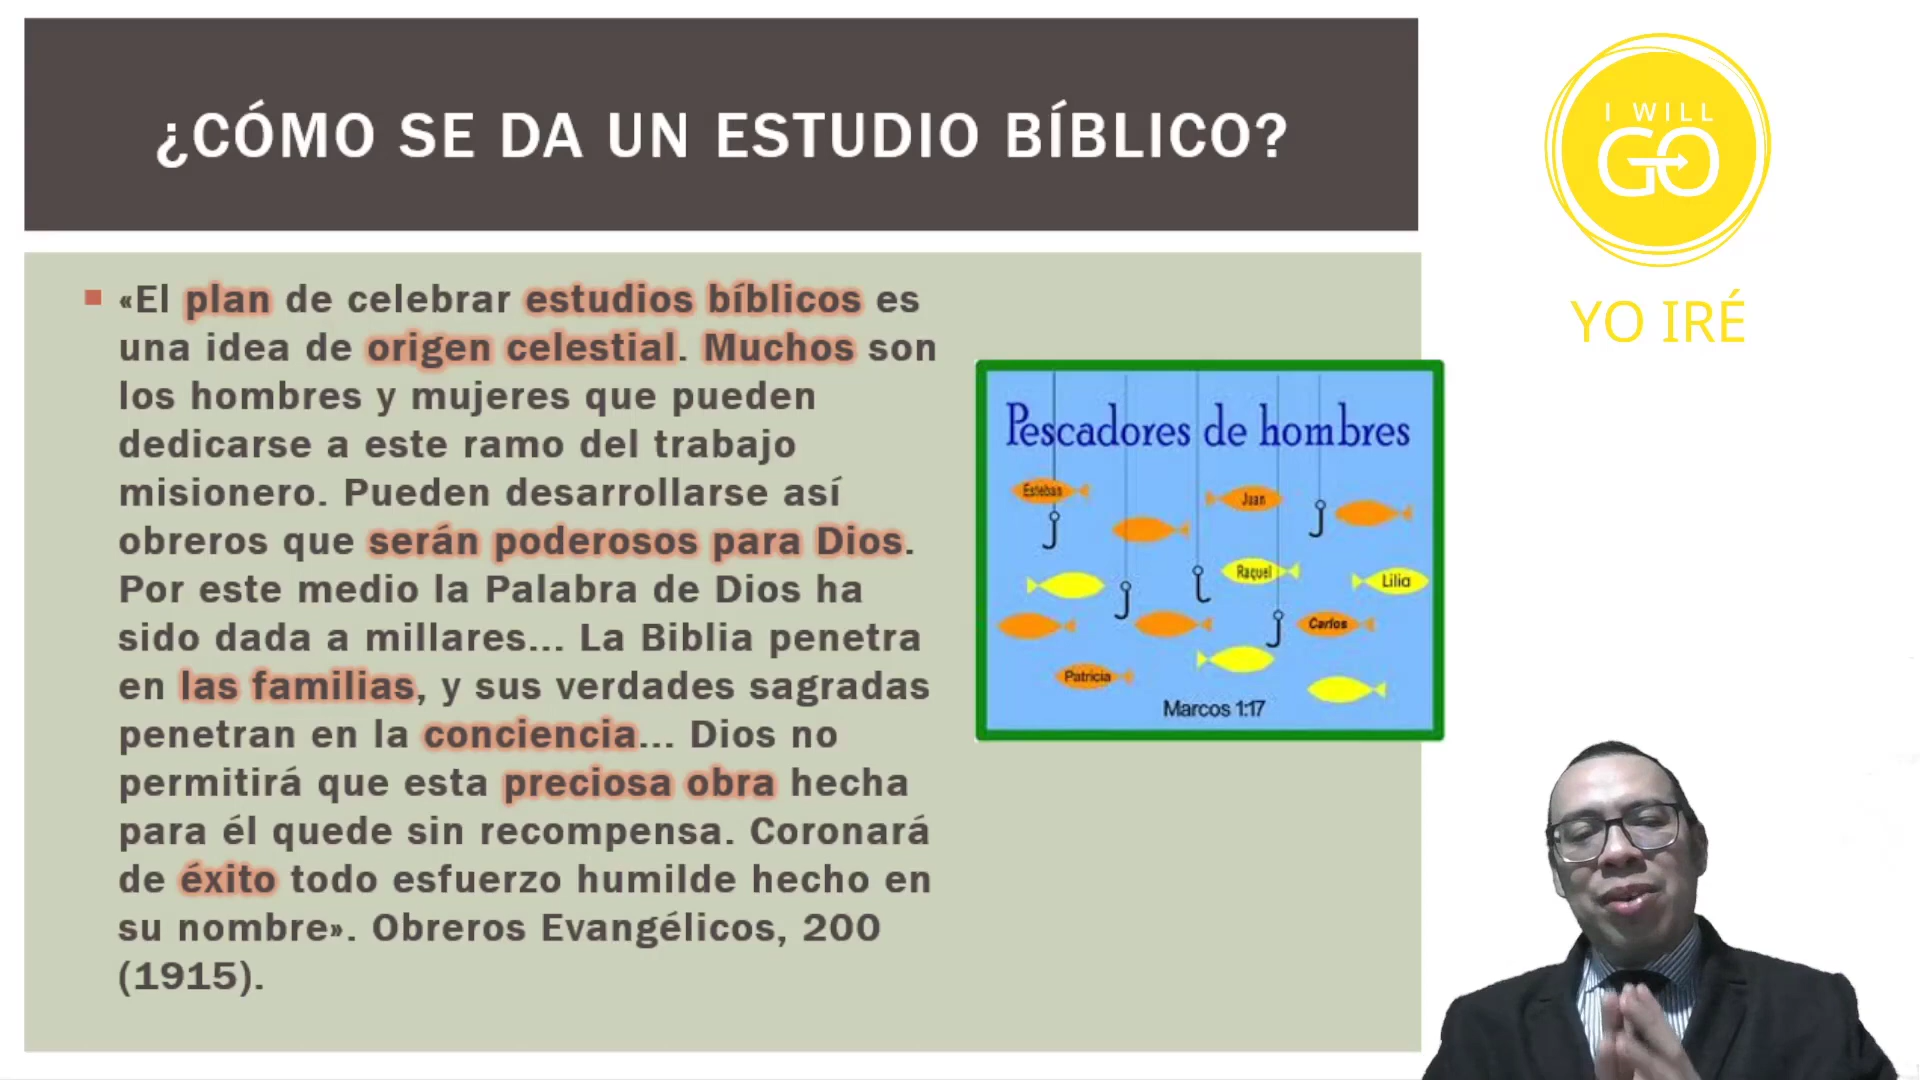 ¿CÓMO SE DA UN ESTUDIO BÍBLICO?
«El plan de celebrar estudios bíblicos es
una idea de origen celestial. Muchos son
los hombres y mujeres que pueden
dedicarse a este ramo del trabajo
misionero. Pueden desarrollarse así
obreros que serán poderosos para Dios.
Por este medio la Palabra de Dios ha
sido dada a millares... La Biblia penetra
en las familias, y sus verdades sagradas
penetran en la conciencia... Dios no
permitirá que esta preciosa obra hecha
para él quede sin recompensa. Coronará
de éxito todo esfuerzo humilde hecho en
su nombre». Obreros Evangélicos, 200
(1915).
Pescadores de hombres
Esteban
Juan
Raquel
Lilia
Carlos
Patricia
Marcos 1:17
I WILL
GO
YO IRÉ